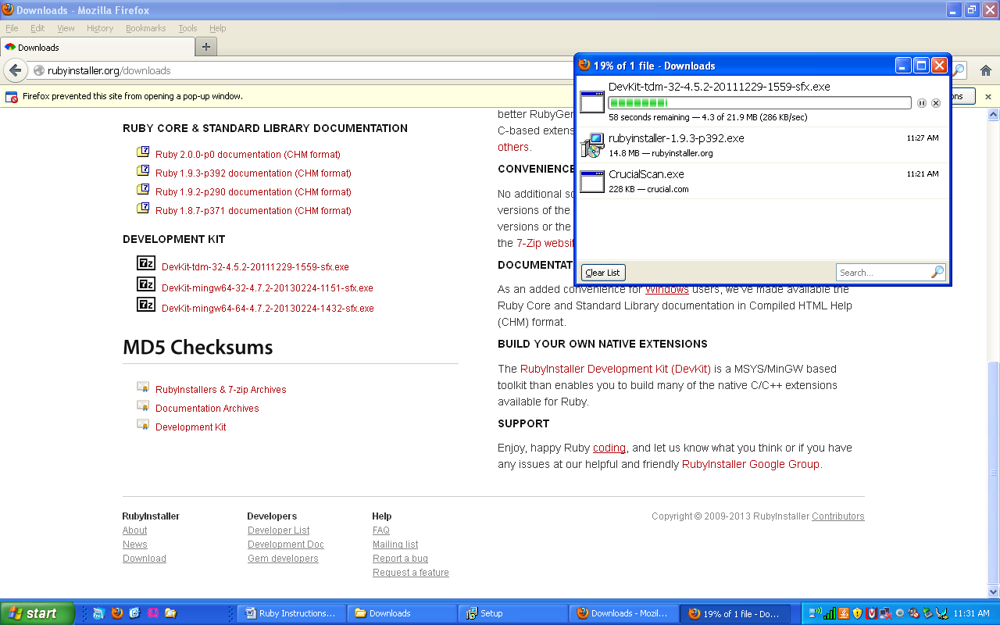 Downloads - Mozilla Firefox
File Edit View History Bookmarks Tools Help
Downloads
rubyinstaller.org/downloads
Firefox prevented this site from opening a pop-up window.
RUBY CORE & STANDARD LIBRARY DOCUMENTATION
Ruby 2.0.0-p0 documentation (CHM format)
Ruby 1.9.3-p392 documentation (CHM format)
Ruby 1.9.2-p290 documentation (CHM format)
Ruby 1.8.7-p371 documentation (CHM format)
DEVELOPMENT KIT
7z DevKit-tdm-32-4.5.2-20111229-1559-sfx.exe
7z DevKit-mingw64-32-4.7.2-20130224-1151-sfx.exe
7z DevKit-mingw64-64-4.7.2-20130224-1432-sfx.exe
MD5 Checksums
RubyInstallers & 7-zip Archives
Documentation Archives
Development Kit
better RubyGer
C-based extens
others.
CONVENIENCE
No additional so
versions of the
versions or the
the 7-Zip websi
DOCUMENTAT
As an added convenience for Windows users, we've made available the
Ruby Core and Standard Library documentation in Compiled HTML Help
(CHM) format.
BUILD YOUR OWN NATIVE EXTENSIONS
The RubyInstaller Development Kit (DevKit) is a MSYS/MinGW based
toolkit than enables you to build many of the native C/C++ extensions
available for Ruby.
SUPPORT
Enjoy, happy Ruby coding, and let us know what you think or if you have
any issues at our helpful and friendly RubyInstaller Google Group.
19% of 1 file - Downloads
DevKit-tdm-32-4.5.2-20111229-1559-sfx.exe
58 seconds remaining — 4.3 of 21.9 MB (286 KB/sec)
rubyinstaller-1.9.3-p392.exe 11:27 AM
14.8 MB — rubyinstaller.org
CrucialScan.exe 11:21 AM
228 KB — crucial.com
Clear List Search...
ons
RubyInstaller
About
News
Download
Developers
Developer List
Development Doc
Gem developers
Help
FAQ
Mailing list
Report a bug
Request a feature
Copyright © 2009-2013 RubyInstaller Contributors
start Ruby Instructions... Downloads Setup Downloads - Mozil... 19% of 1 file - Do... 11:31 AM